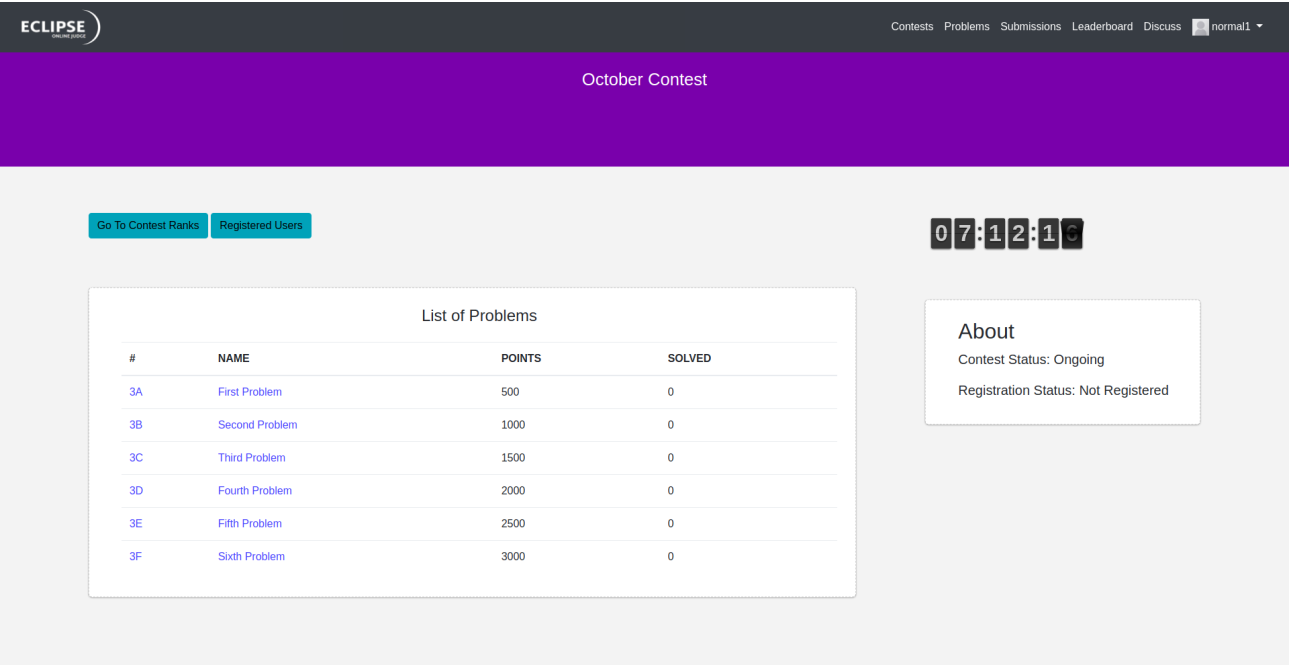 ECLIPSE
ONLINE JUDGE
Contests Problems Submissions Leaderboard Discuss normal1
October Contest
Go To Contest Ranks Registered Users
07:12:16
List of Problems
# NAME POINTS SOLVED
3A First Problem 500 0
3B Second Problem 1000 0
3C Third Problem 1500 0
3D Fourth Problem 2000 0
3E Fifth Problem 2500 0
3F Sixth Problem 3000 0
About
Contest Status: Ongoing
Registration Status: Not Registered